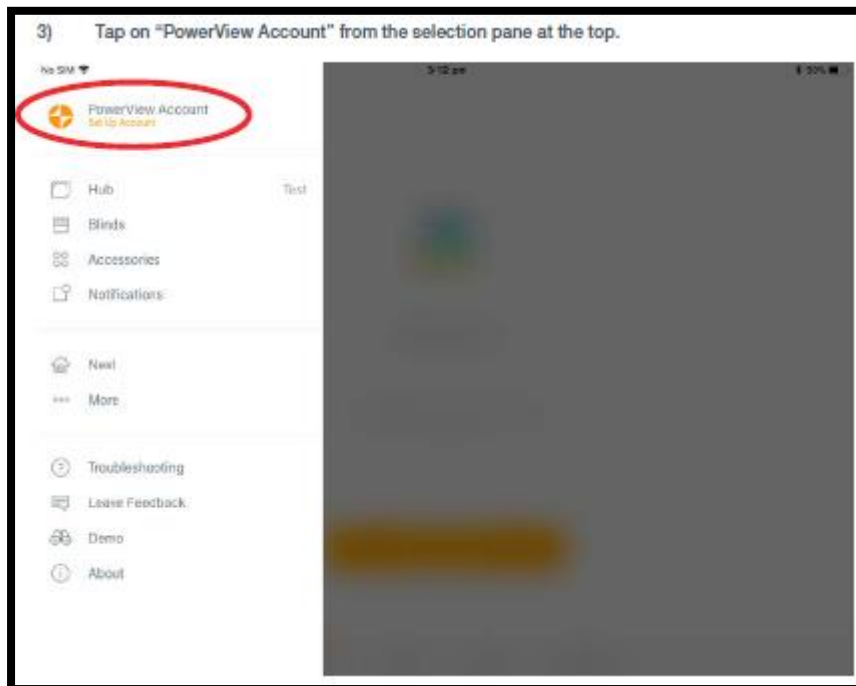 3) Tap on “PowerView Account” from the selection pane at the top.
No SIM 3:12 pm
PowerView Account
Set Up Account
Hub Test
Blinds
Accessories
Notifications
Nest
More
Troubleshooting
Leave Feedback
Demo
About